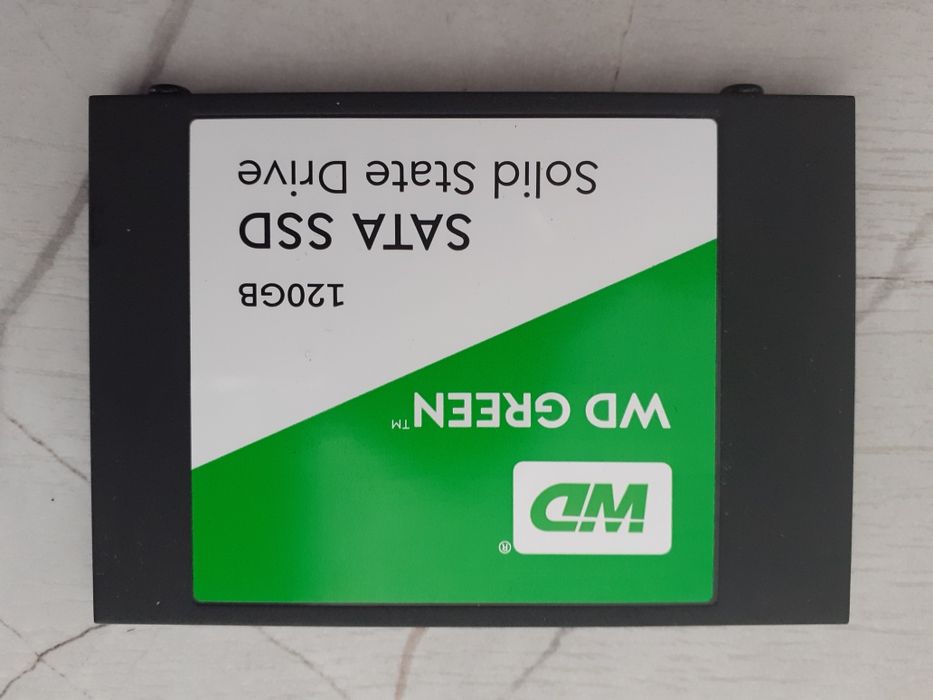 WD®
WD GREEN™
120GB
SATA SSD
Solid State Drive